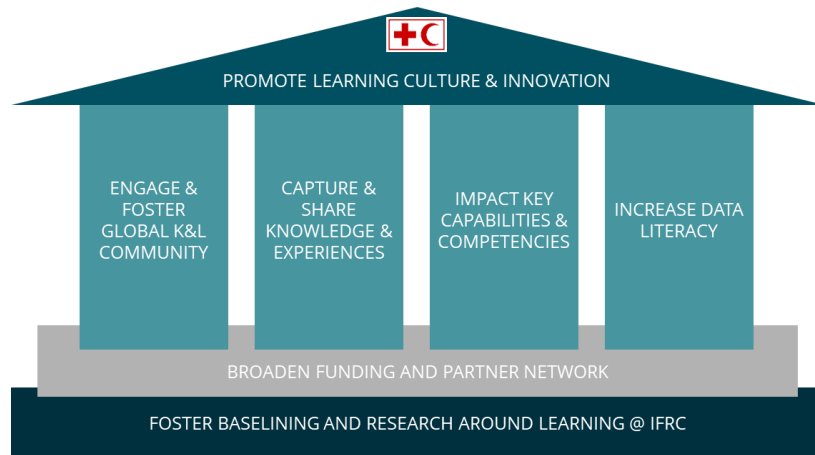 PROMOTE LEARNING CULTURE & INNOVATION
ENGAGE &
FOSTER
GLOBAL K&L
COMMUNITY
CAPTURE &
SHARE
KNOWLEDGE &
EXPERIENCES
IMPACT KEY
CAPABILITIES &
COMPETENCIES
INCREASE DATA
LITERACY
BROADEN FUNDING AND PARTNER NETWORK
FOSTER BASELINING AND RESEARCH AROUND LEARNING @ IFRC